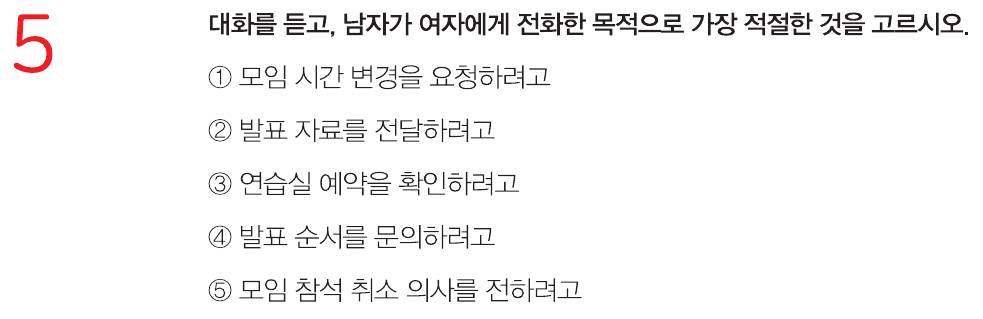 5
대화를 듣고, 남자가 여자에게 전화한 목적으로 가장 적절한 것을 고르시오.
① 모임 시간 변경을 요청하려고
② 발표 자료를 전달하려고
③ 연습실 예약을 확인하려고
④ 발표 순서를 문의하려고
⑤ 모임 참석 취소 의사를 전하려고